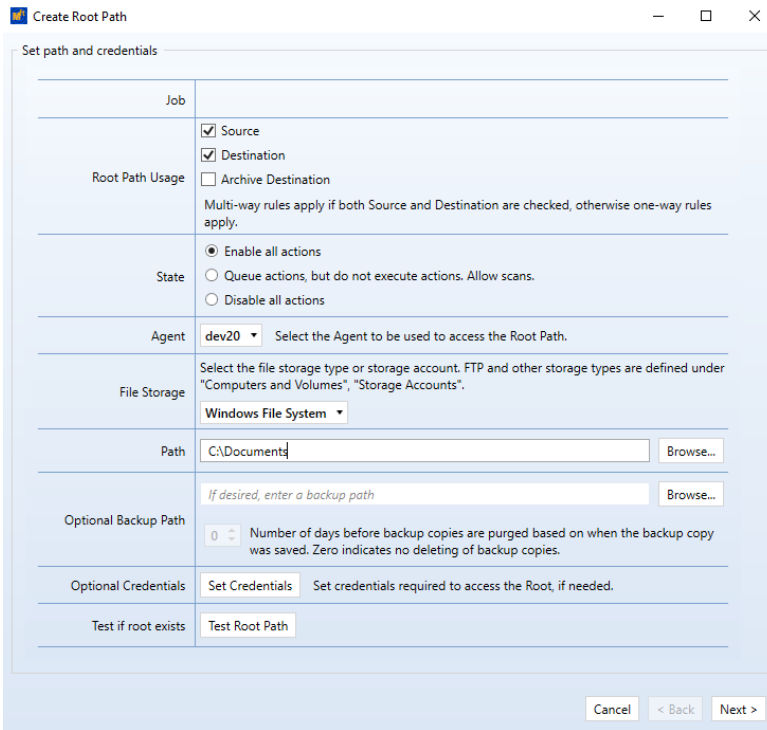 Create Root Path
Set path and credentials
Job
Root Path Usage
Source
Destination
Archive Destination
Multi-way rules apply if both Source and Destination are checked, otherwise one-way rules
apply.
State
Enable all actions
Queue actions, but do not execute actions. Allow scans.
Disable all actions
Agent
dev20
Select the Agent to be used to access the Root Path.
File Storage
Select the file storage type or storage account. FTP and other storage types are defined under
"Computers and Volumes", "Storage Accounts".
Windows File System
Path
C:\Documents
Browse...
Optional Backup Path
If desired, enter a backup path
Browse...
0
Number of days before backup copies are purged based on when the backup copy
was saved. Zero indicates no deleting of backup copies.
Optional Credentials
Set Credentials
Set credentials required to access the Root, if needed.
Test if root exists
Test Root Path
Cancel
< Back
Next >